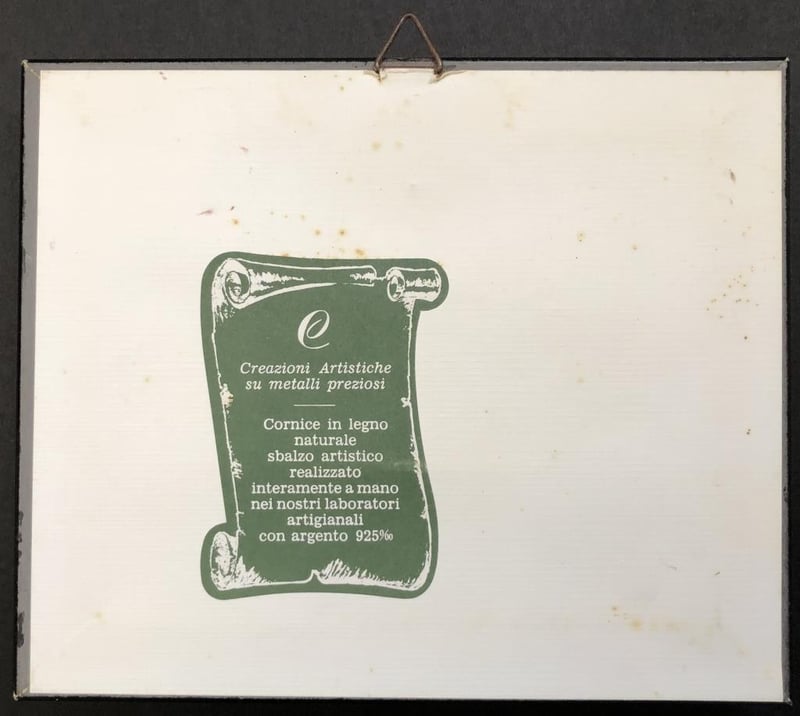 e
Creazioni Artistiche
su metalli preziosi
Cornice in legno
naturale
sbalzo artistico
realizzato
interamente a mano
nei nostri laboratori
artigianali
con argento 925‰